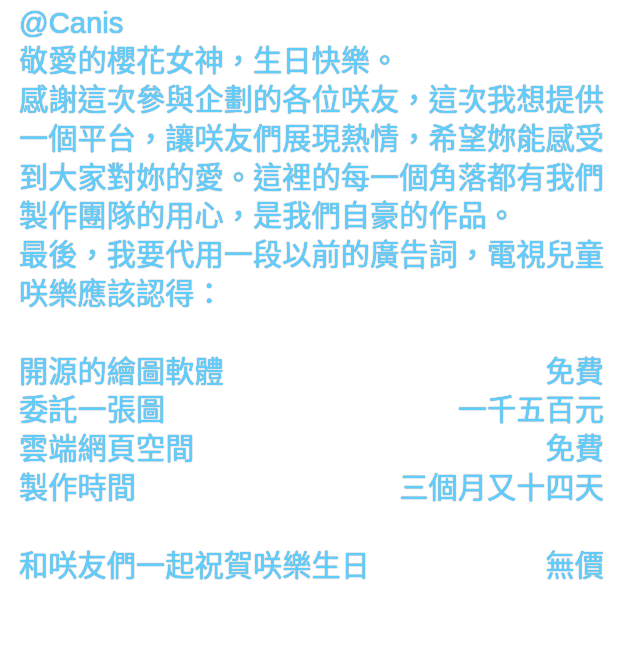 @Canis
敬愛的櫻花女神，生日快樂。
感謝這次參與企劃的各位咲友，這次我想提供
一個平台，讓咲友們展現熱情，希望妳能感受
到大家對妳的愛。這裡的每一個角落都有我們
製作團隊的用心，是我們自豪的作品。
最後，我要代用一段以前的廣告詞，電視兒童
咲樂應該認得：
開源的繪圖軟體 免費
委託一張圖 一千五百元
雲端網頁空間 免費
製作時間 三個月又十四天
和咲友們一起祝賀咲樂生日 無價